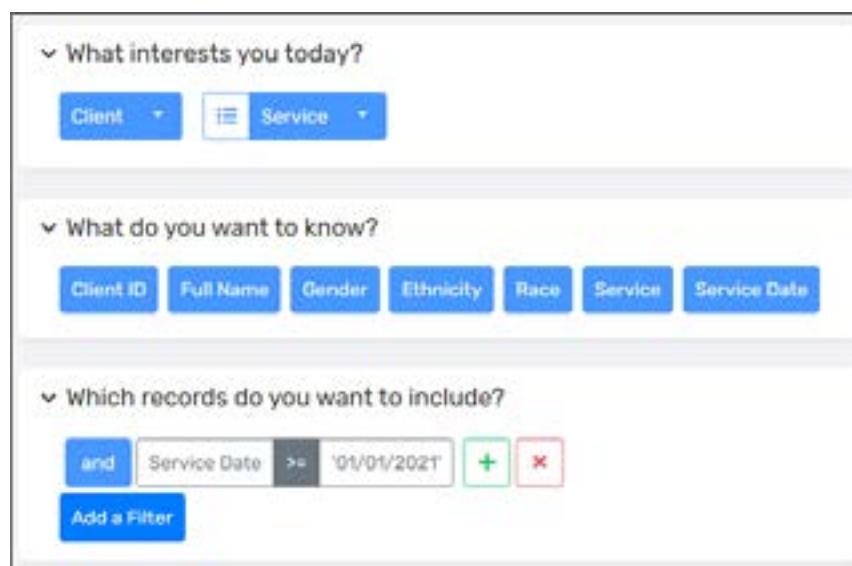 What interests you today?
Client Service
What do you want to know?
Client ID Full Name Gender Ethnicity Race Service Service Date
Which records do you want to include?
and Service Date >= '01/01/2021' + ×
Add a Filter